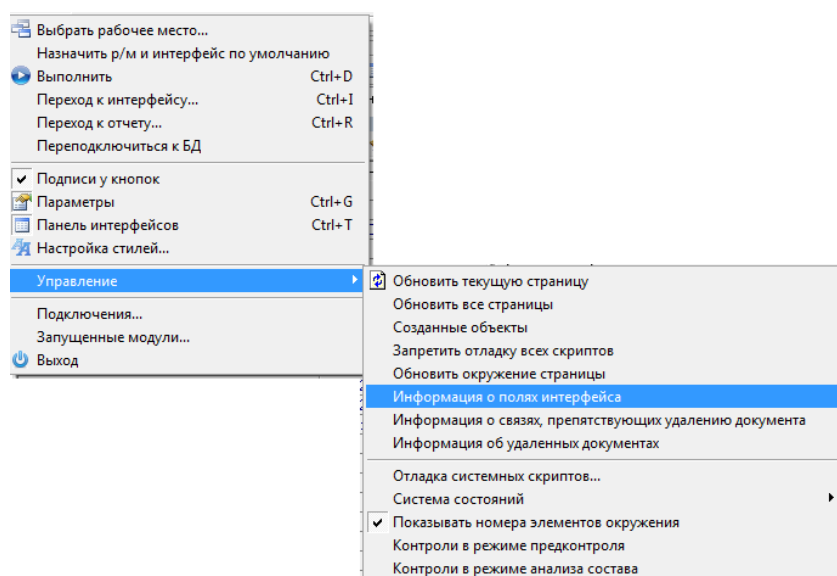 Выбрать рабочее место...
Назначить р/м и интерфейс по умолчанию
Выполнить Ctrl+D
Переход к интерфейсу... Ctrl+I
Переход к отчету... Ctrl+R
Переподключиться к БД
Подписи у кнопок
Параметры Ctrl+G
Панель интерфейсов Ctrl+T
Настройка стилей...
Управление
Подключения...
Запущенные модули...
Выход
Обновить текущую страницу
Обновить все страницы
Созданные объекты
Запретить отладку всех скриптов
Обновить окружение страницы
Информация о полях интерфейса
Информация о связях, препятствующих удалению документа
Информация об удаленных документах
Отладка системных скриптов...
Система состояний
Показывать номера элементов окружения
Контроли в режиме предконтроля
Контроли в режиме анализа состава